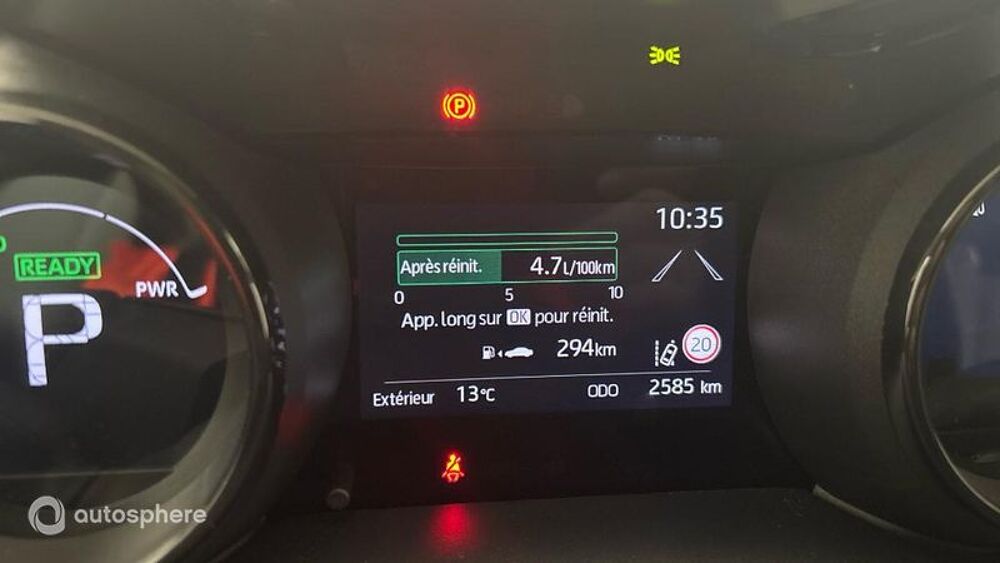 P
10:35
READY
PWR
P
Après réinit. 4.7L/100km
0 5 10
App. long sur OK pour réinit.
294km
20
Extérieur 13°C ODO 2585 km
autosphere